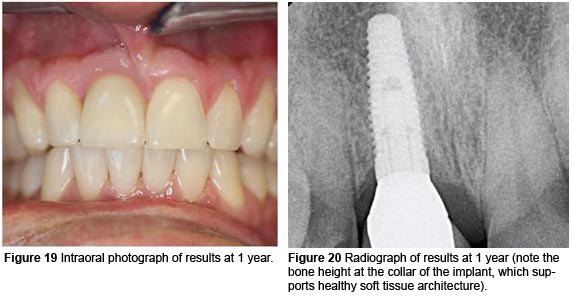 Figure 19 Intraoral photograph of results at 1 year.
Figure 20 Radiograph of results at 1 year (note the
bone height at the collar of the implant, which sup-
ports healthy soft tissue architecture).